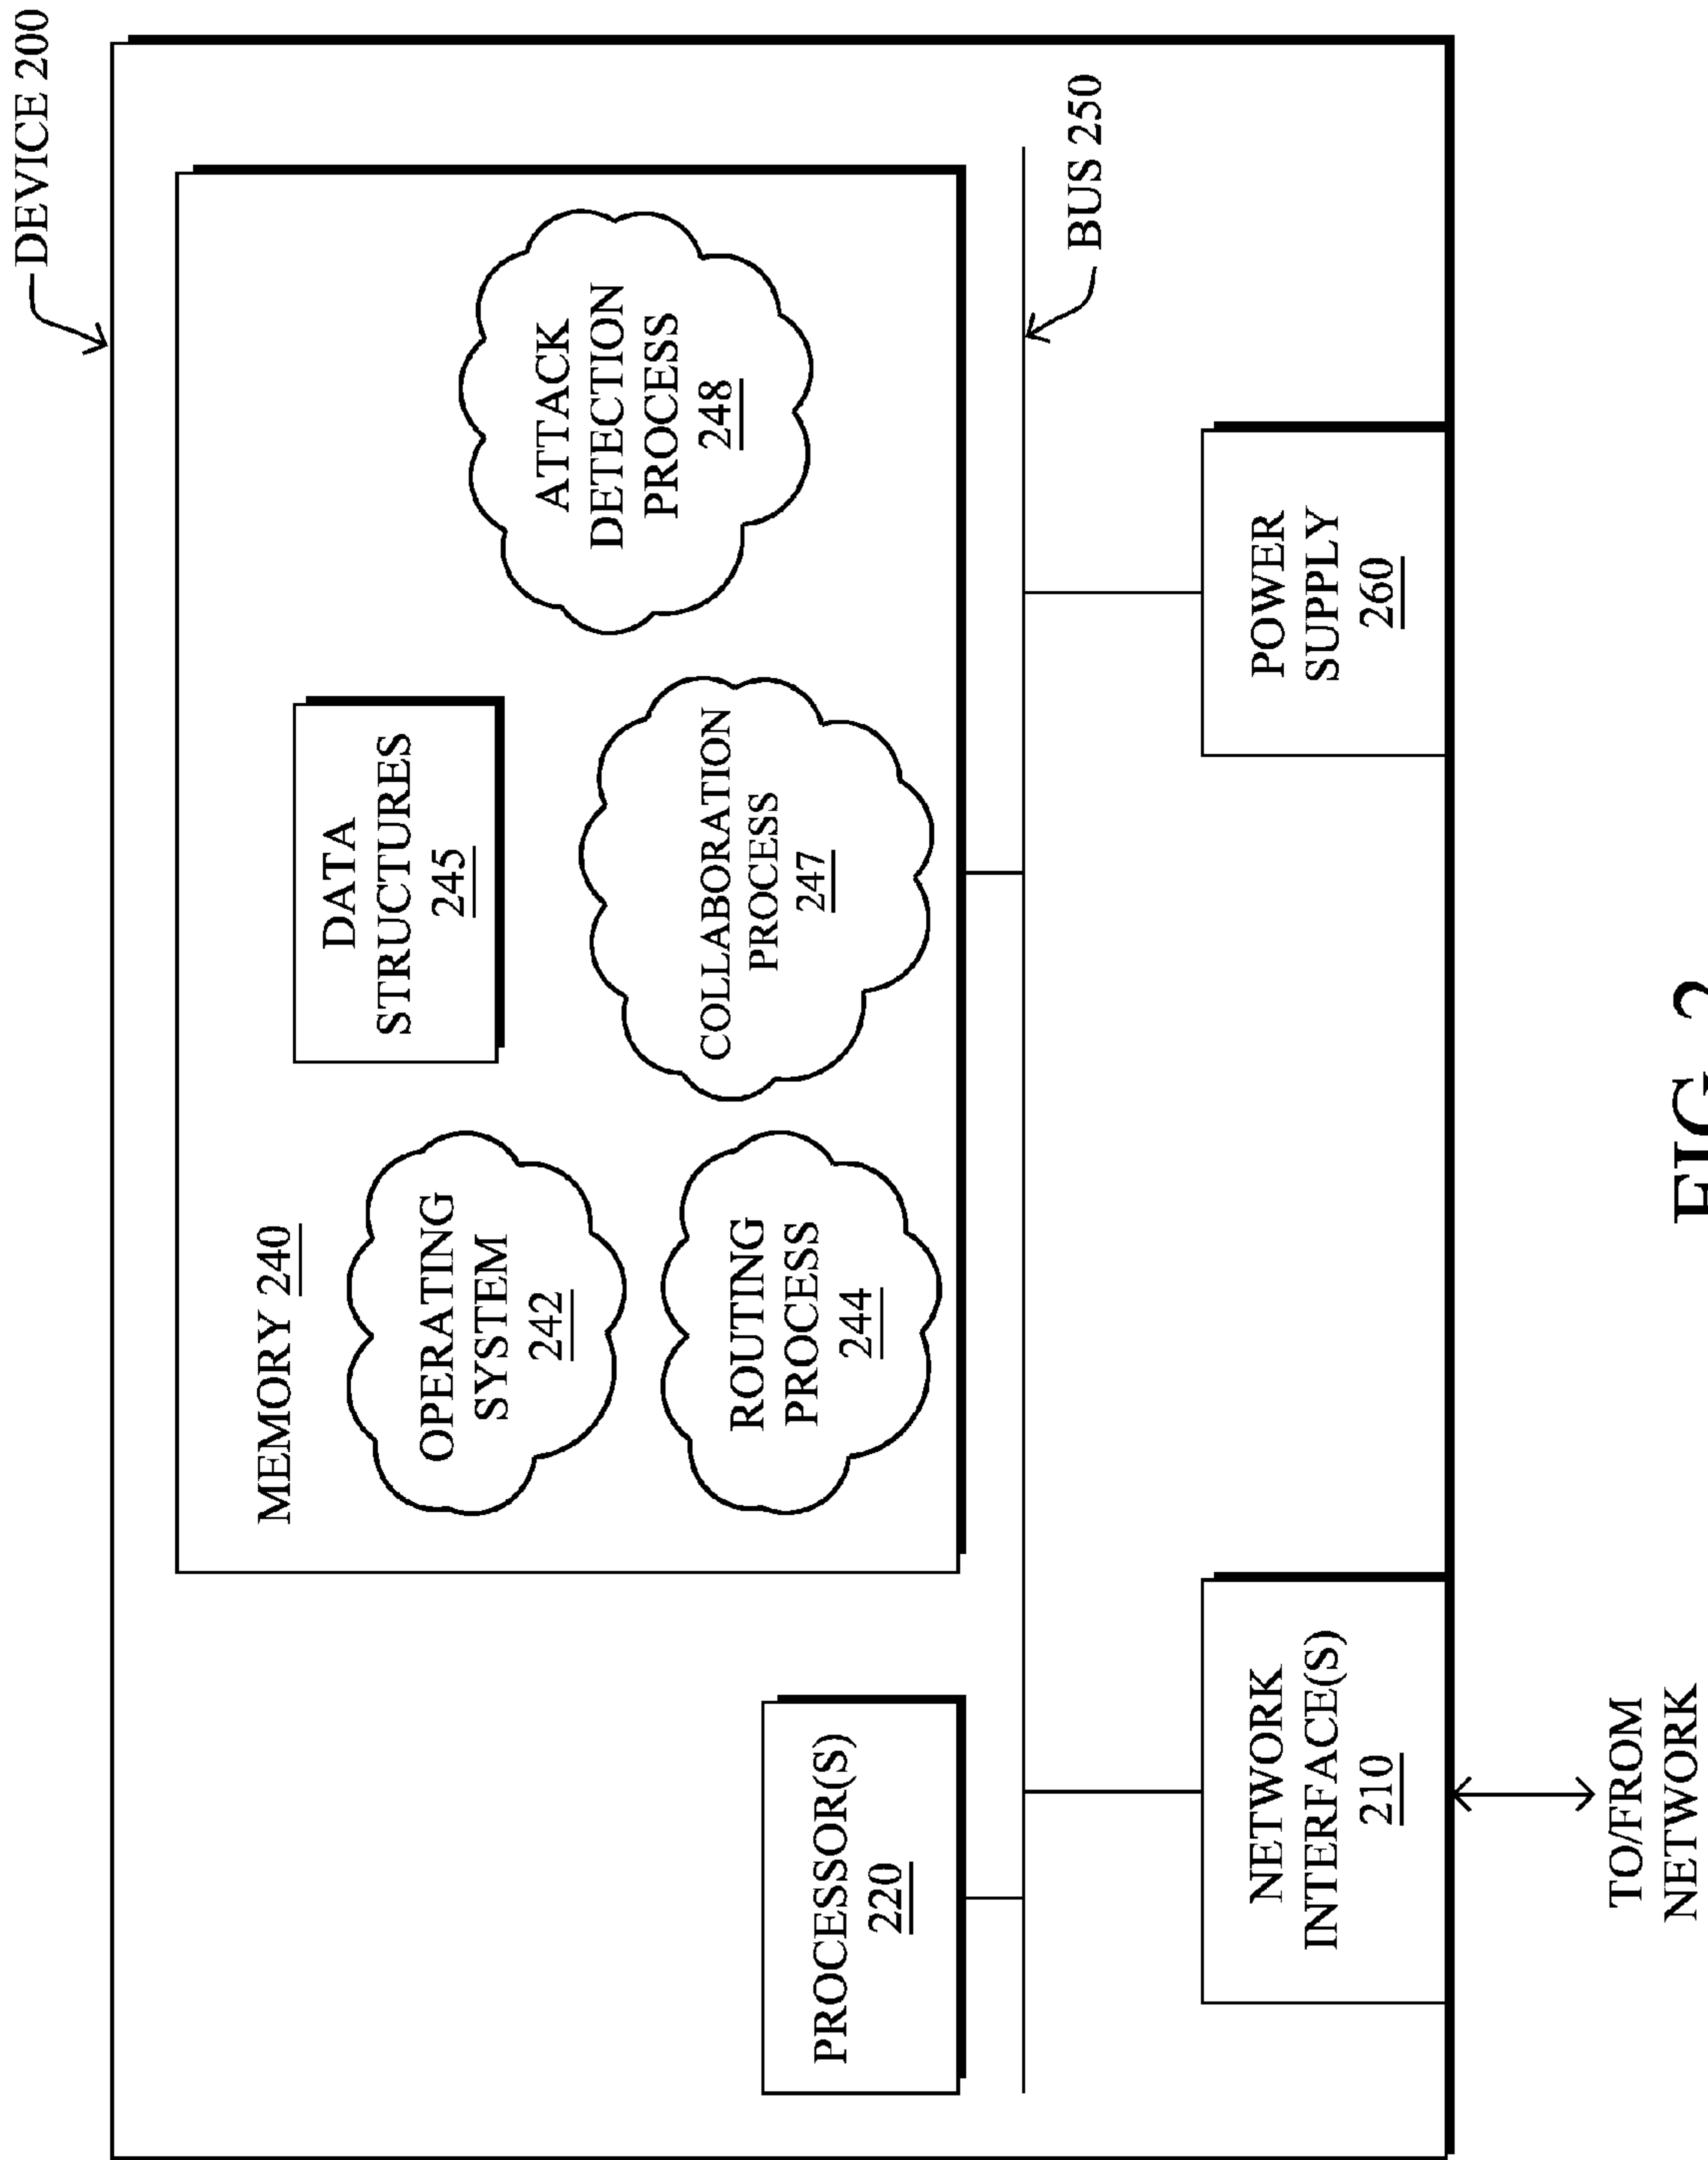 DEVICE 200
MEMORY 240
OPERATING
SYSTEM
242
ROUTING
PROCESS
244
DATA
STRUCTURES
245
COLLABORATION
PROCESS
247
ATTACK
DETECTION
PROCESS
248
PROCESSOR(S)
220
BUS 250
NETWORK
INTERFACE(S)
210
POWER
SUPPLY
260
TO/FROM
NETWORK
FIG. 2